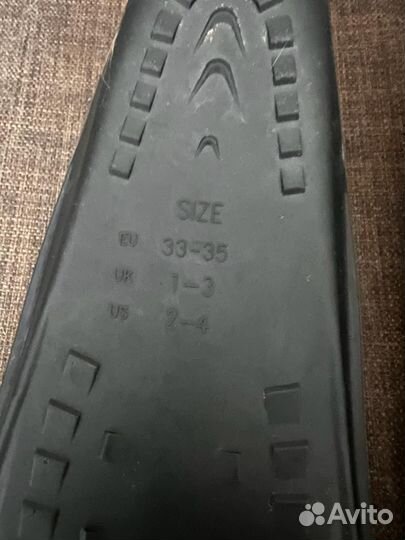 SIZE
EU 33-35
UK 1-3
US 2-4
Avito